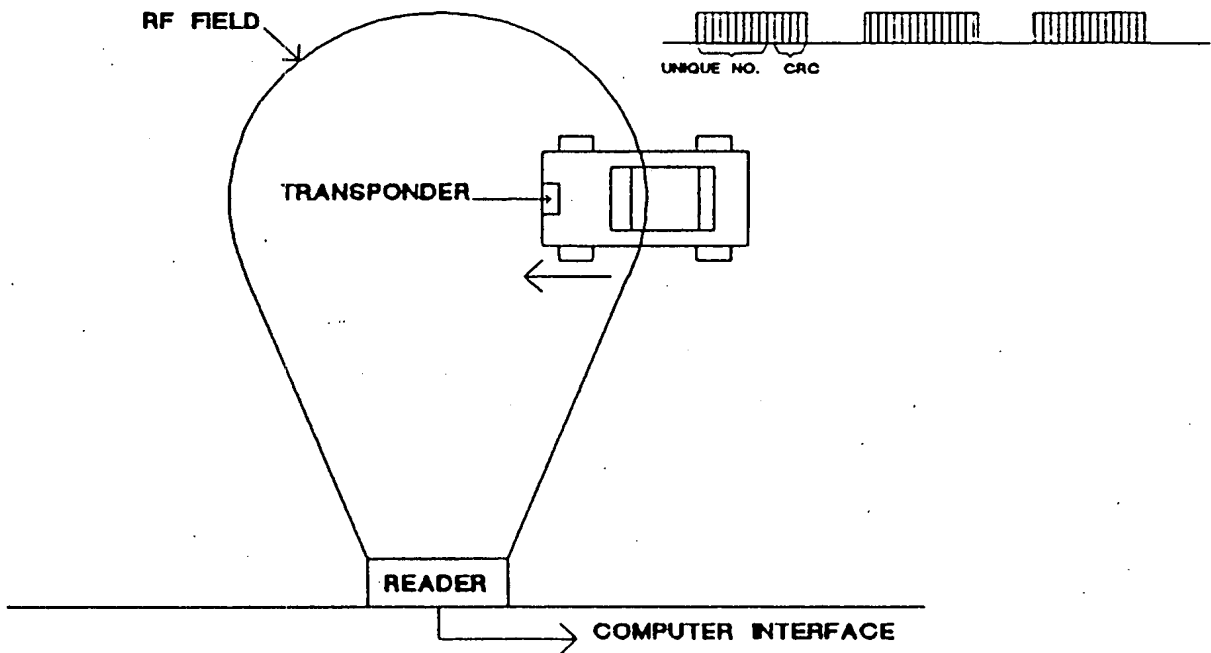 RF FIELD
UNIQUE NO. CRC
TRANSPONDER
READER
COMPUTER INTERFACE